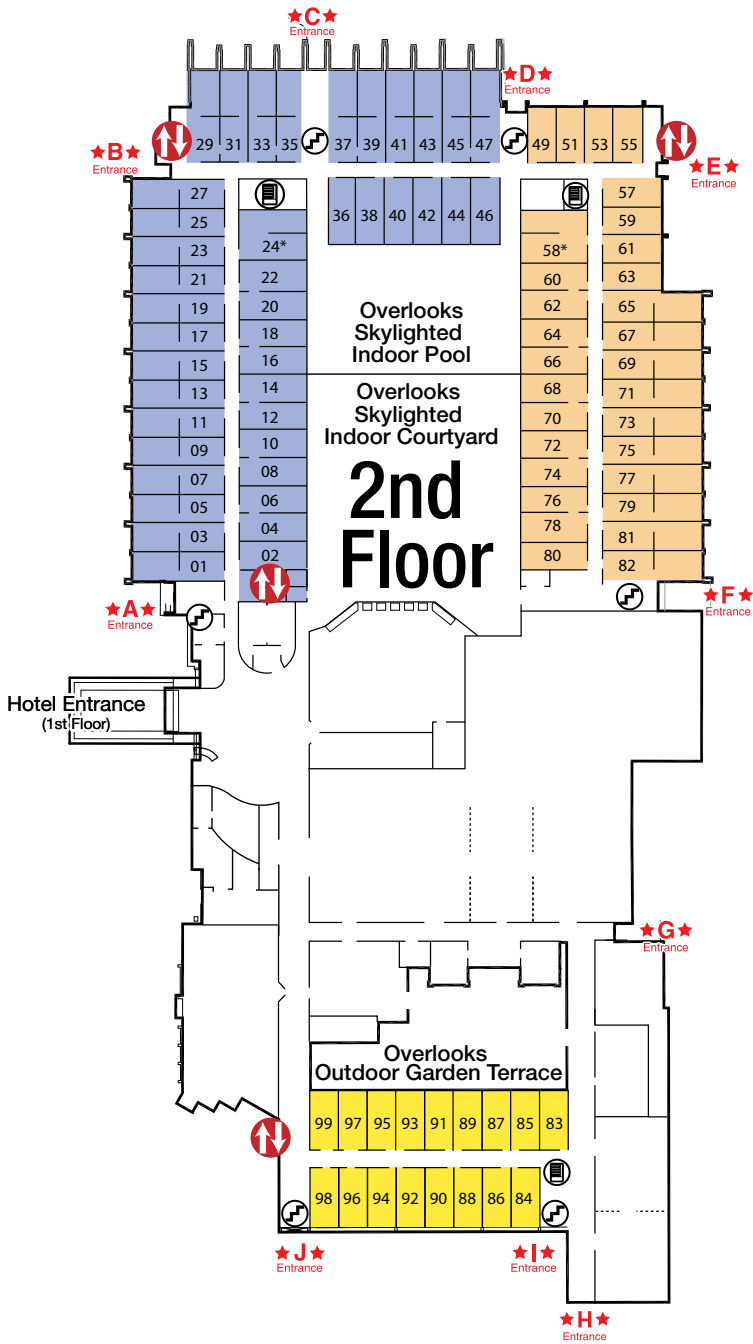 ★C★
Entrance
★D★
Entrance
★B★
Entrance
★E★
Entrance
29 31 33 35 37 39 41 43 45 47 49 51 53 55
27
25
23
21
19
17
15
13
11
09
07
05
03
01
24*
22
20
18
16
14
12
10
08
06
04
02
36 38 40 42 44 46
58*
60
62
64
66
68
70
72
74
76
78
80
57
59
61
63
65
67
69
71
73
75
77
79
81
82
Overlooks
Skylighted
Indoor Pool
Overlooks
Skylighted
Indoor Courtyard
2nd
Floor
★A★
Entrance
★F★
Entrance
Hotel Entrance
(1st Floor)
★G★
Entrance
Overlooks
Outdoor Garden Terrace
99 97 95 93 91 89 87 85 83
98 96 94 92 90 88 86 84
★J★
Entrance
★I★
Entrance
★H★
Entrance